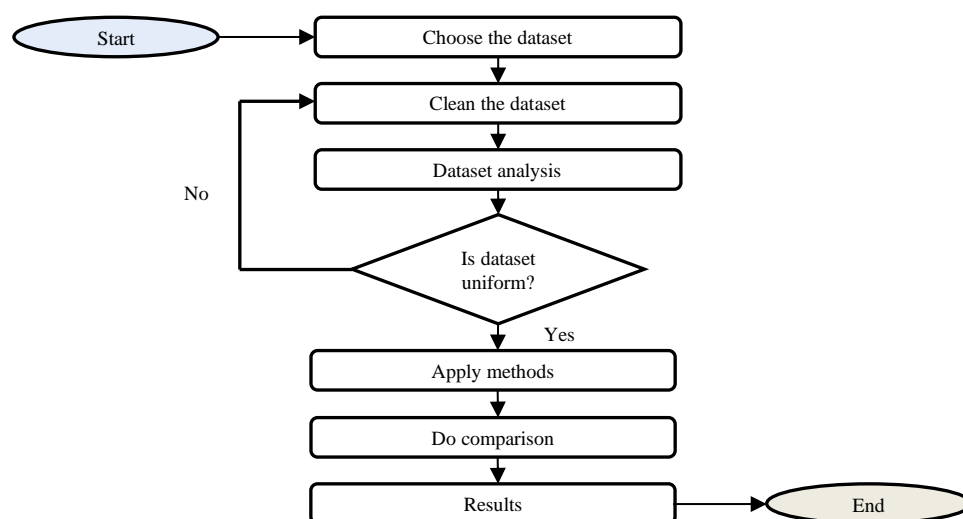 Start
Choose the dataset
Clean the dataset
Dataset analysis
No
Is dataset
uniform?
Yes
Apply methods
Do comparison
Results
End